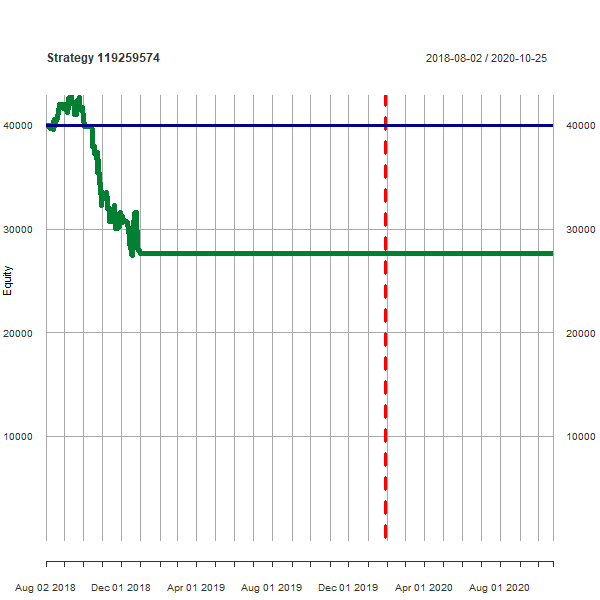 Strategy 119259574
2018-08-02 / 2020-10-25
40000
40000
30000
30000
Equity
20000
20000
10000
10000
Aug 02 2018
Dec 01 2018
Apr 01 2019
Aug 01 2019
Dec 01 2019
Apr 01 2020
Aug 01 2020